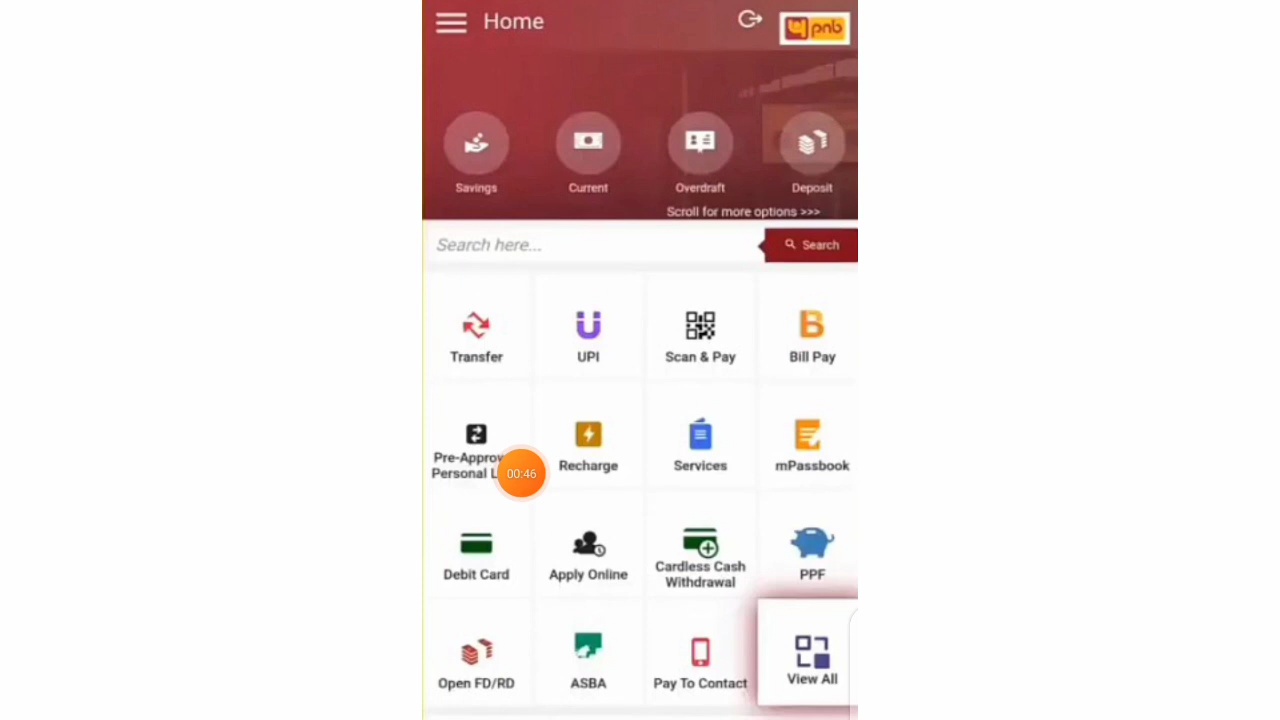 Home
pnb
Savings Current Overdraft Deposit
Scroll for more options >>>
Search here...
Search
Transfer UPI Scan & Pay Bill Pay
Pre-Approv
Personal L
00:46
Recharge Services mPassbook
Debit Card Apply Online Cardless Cash
Withdrawal
PPF
Open FD/RD ASBA Pay To Contact View All